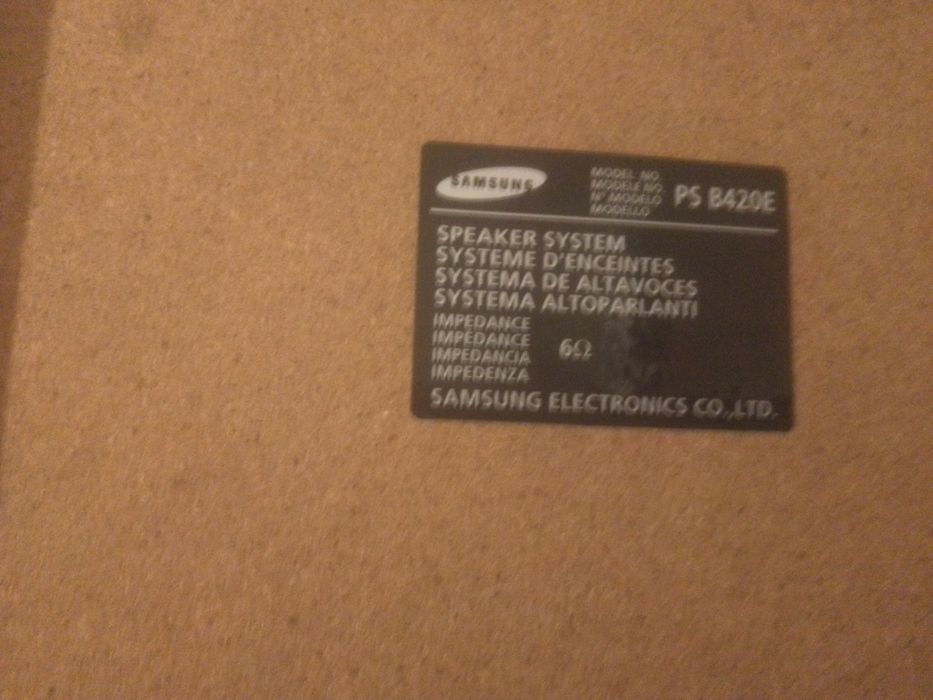 SAMSUNG
MODEL NO.
MODELE NO.
N° MODELO
MODELLO
PS B420E
SPEAKER SYSTEM
SYSTEME D'ENCEINTES
SYSTEMA DE ALTAVOCES
SYSTEMA ALTOPARLANTI
IMPEDANCE
IMPÉDANCE
IMPEDANCIA
IMPEDENZA
6Ω
SAMSUNG ELECTRONICS CO.,LTD.